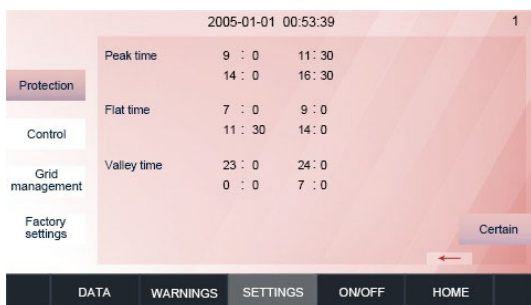 2005-01-01 00:53:39 1
Peak time 9 : 0 11:30
14 : 0 16:30
Protection
Flat time 7 : 0 9:0
11 : 30 14:0
Control
Valley time 23 : 0 24:0
0 : 0 7 : 0
Grid
management
Factory
settings
Certain
←
DATA WARNINGS SETTINGS ON/OFF HOME